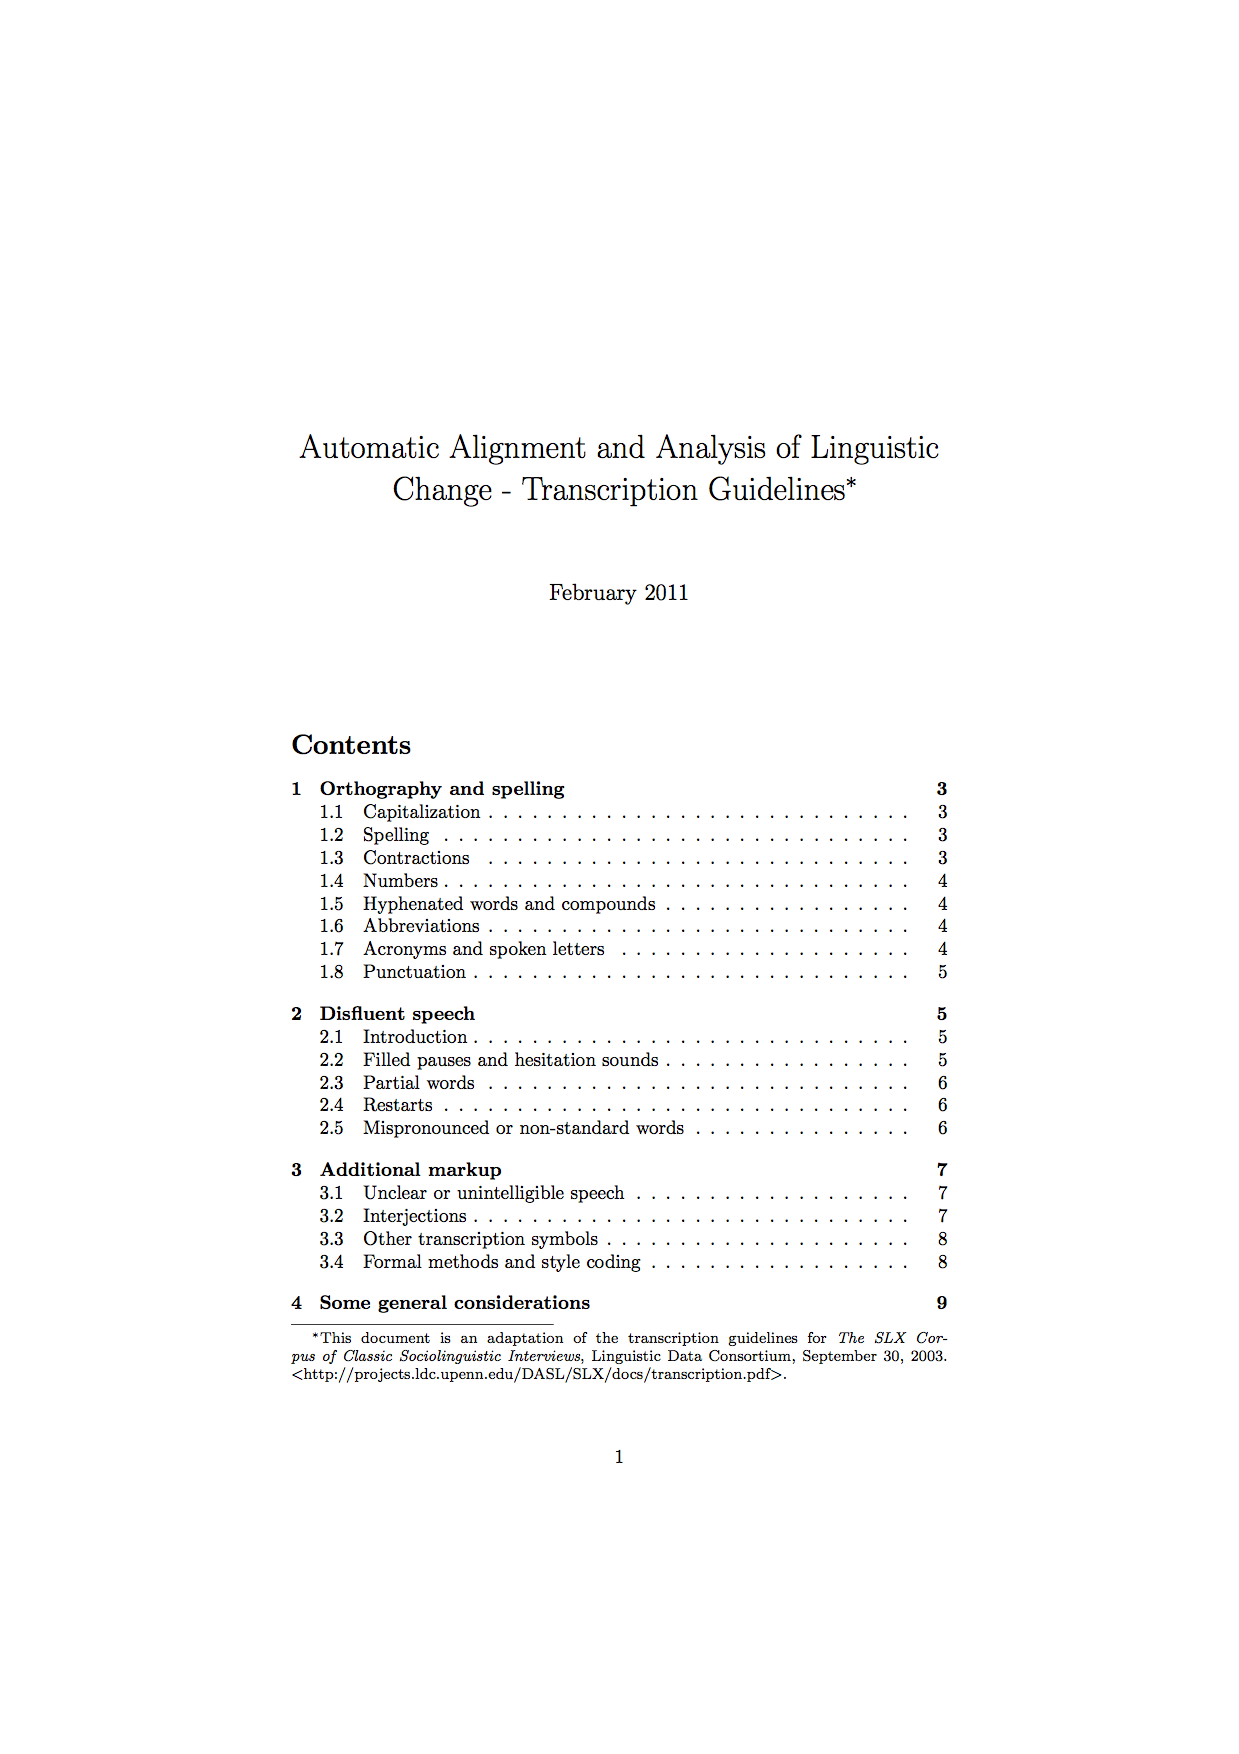 Automatic Alignment and Analysis of Linguistic
Change - Transcription Guidelines*
February 2011
Contents
1 Orthography and spelling 3
1.1 Capitalization . . . . . . . . . . . . . . . . . . . . . . . . . . . . . 3
1.2 Spelling . . . . . . . . . . . . . . . . . . . . . . . . . . . . . . . . 3
1.3 Contractions . . . . . . . . . . . . . . . . . . . . . . . . . . . . . 3
1.4 Numbers . . . . . . . . . . . . . . . . . . . . . . . . . . . . . . . . 4
1.5 Hyphenated words and compounds . . . . . . . . . . . . . . . . . 4
1.6 Abbreviations . . . . . . . . . . . . . . . . . . . . . . . . . . . . . 4
1.7 Acronyms and spoken letters . . . . . . . . . . . . . . . . . . . . 4
1.8 Punctuation . . . . . . . . . . . . . . . . . . . . . . . . . . . . . . 5
2 Disfluent speech 5
2.1 Introduction . . . . . . . . . . . . . . . . . . . . . . . . . . . . . . 5
2.2 Filled pauses and hesitation sounds . . . . . . . . . . . . . . . . . 5
2.3 Partial words . . . . . . . . . . . . . . . . . . . . . . . . . . . . . 6
2.4 Restarts . . . . . . . . . . . . . . . . . . . . . . . . . . . . . . . . 6
2.5 Mispronounced or non-standard words . . . . . . . . . . . . . . . 6
3 Additional markup 7
3.1 Unclear or unintelligible speech . . . . . . . . . . . . . . . . . . . 7
3.2 Interjections . . . . . . . . . . . . . . . . . . . . . . . . . . . . . . 7
3.3 Other transcription symbols . . . . . . . . . . . . . . . . . . . . . 8
3.4 Formal methods and style coding . . . . . . . . . . . . . . . . . . 8
4 Some general considerations 9
*This document is an adaptation of the transcription guidelines for The SLX Cor-
pus of Classic Sociolinguistic Interviews, Linguistic Data Consortium, September 30, 2003.
<http://projects.ldc.upenn.edu/DASL/SLX/docs/transcription.pdf>.
1